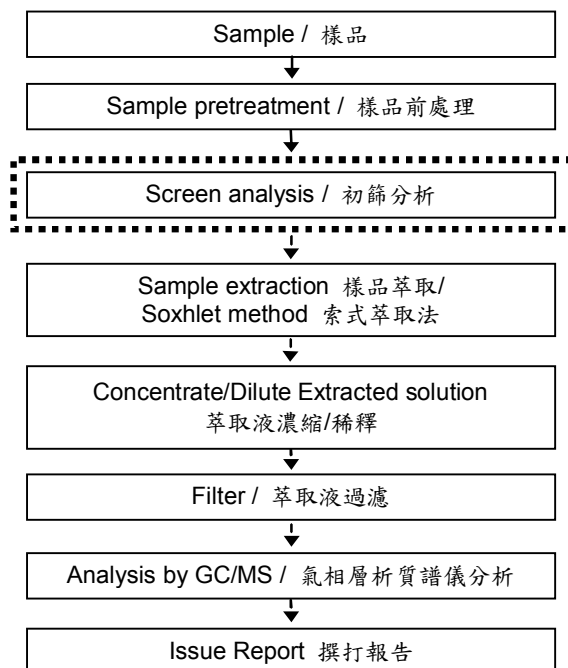 Sample / 樣品
Sample pretreatment / 樣品前處理
Screen analysis / 初篩分析
Sample extraction 樣品萃取/
Soxhlet method 索式萃取法
Concentrate/Dilute Extracted solution
萃取液濃縮/稀釋
Filter / 萃取液過濾
Analysis by GC/MS / 氣相層析質譜儀分析
Issue Report 撰打報告